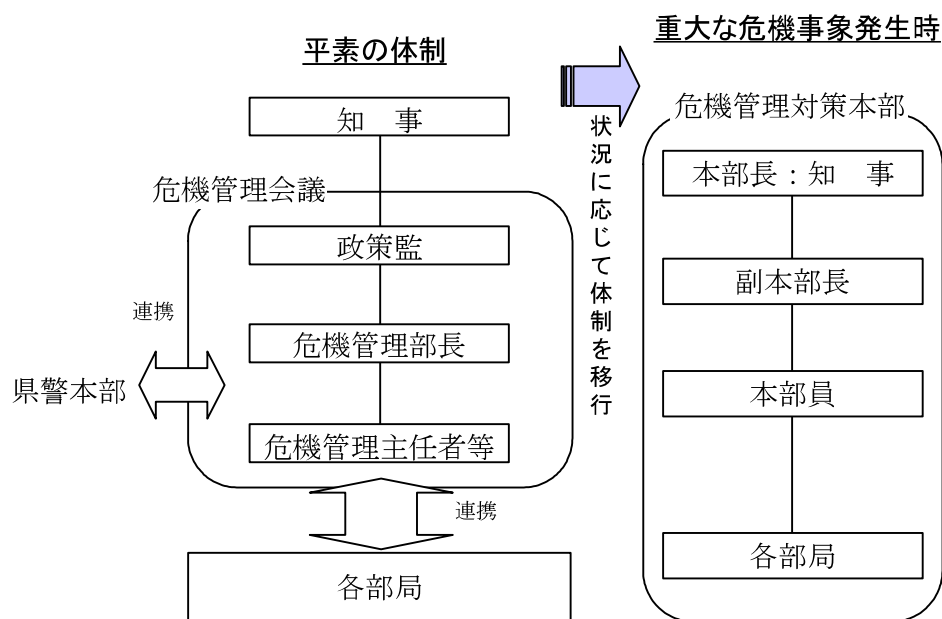 平素の体制
知　事
危機管理会議
政策監
連携
危機管理部長
県警本部
危機管理主任者等
連携
各部局
状況に応じて体制を移行
重大な危機事象発生時
危機管理対策本部
本部長：知　事
副本部長
本部員
各部局